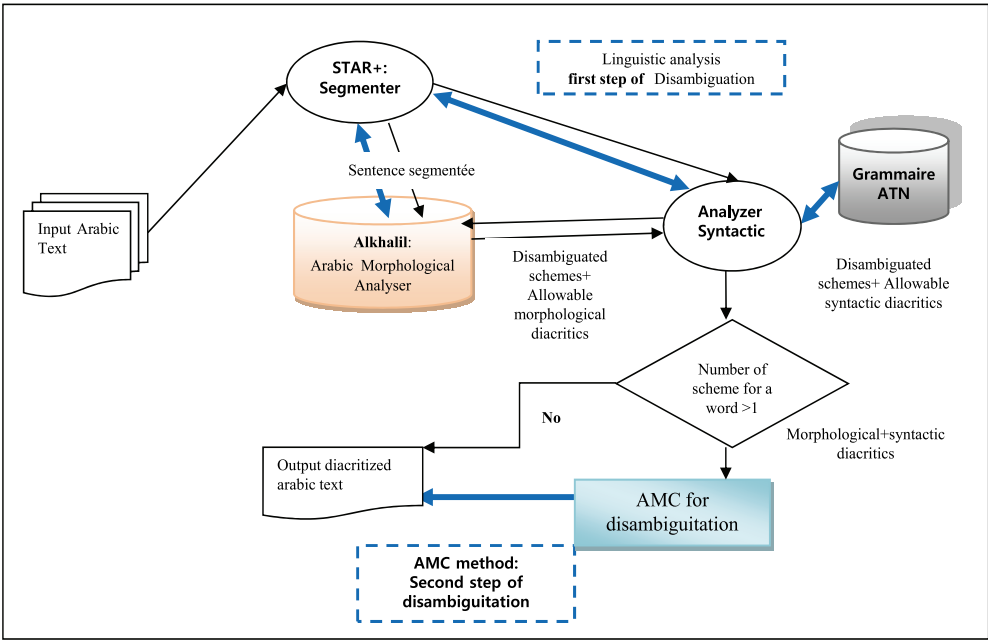 STAR+:
Segmenter
Linguistic analysis
first step of Disambiguation
Sentence segmentée
Grammaire
ATN
Input Arabic
Text
Analyzer
Syntactic
Alkhalil:
Arabic Morphological
Analyser
Disambiguated
schemes+
Allowable
morphological
diacritics
Disambiguated
schemes+ Allowable
syntactic diacritics
Number of
scheme for a
word >1
No
Morphological+syntactic
diacritics
Output diacritized
arabic text
AMC for
disambiguitation
AMC method:
Second step of
disambiguitation